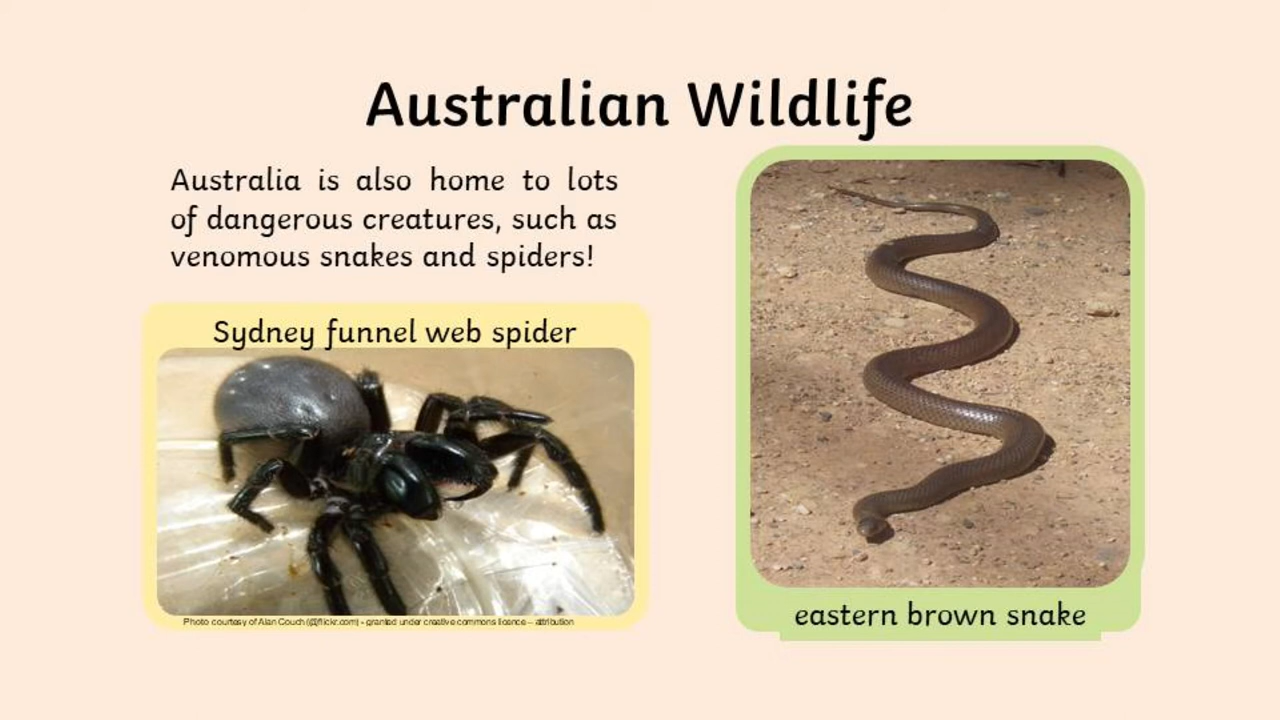 Australian Wildlife
Australia is also home to lots
of dangerous creatures, such as
venomous snakes and spiders!
Sydney funnel web spider
Photo courtesy of Alan Couch (@flickr.com) - granted under creative commons licence – attribution
eastern brown snake